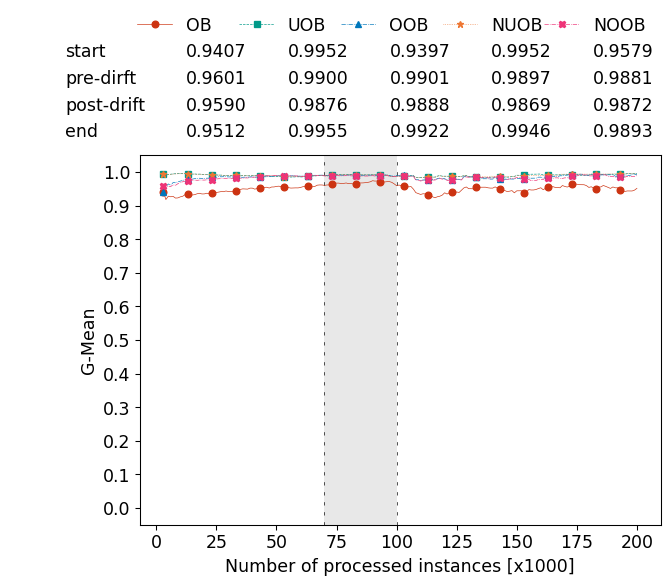 OB UOB OOB NUOB NOOB
start 0.9407 0.9952 0.9397 0.9952 0.9579
pre-dirft 0.9601 0.9900 0.9901 0.9897 0.9881
post-drift 0.9590 0.9876 0.9888 0.9869 0.9872
end 0.9512 0.9955 0.9922 0.9946 0.9893
1.0
0.9
0.8
0.7
0.6
0.5
0.4
0.3
0.2
0.1
0.0
G-Mean
0 25 50 75 100 125 150 175 200
Number of processed instances [x1000]